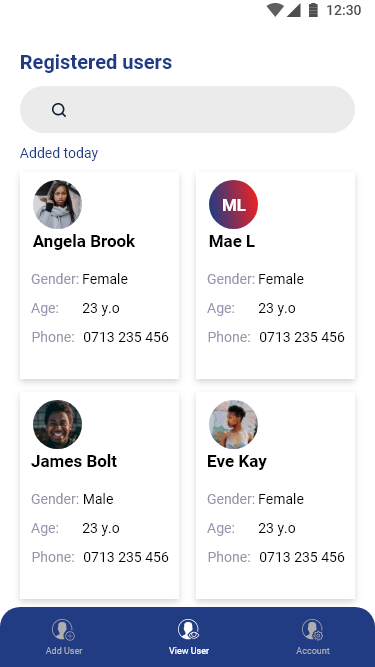 12:30
Registered users
Added today
Angela Brook
Gender: Female
Age: 23 y.o
Phone: 0713 235 456
ML
Mae L
Gender: Female
Age: 23 y.o
Phone: 0713 235 456
James Bolt
Gender: Male
Age: 23 y.o
Phone: 0713 235 456
Eve Kay
Gender: Female
Age: 23 y.o
Phone: 0713 235 456
Add User
View User
Account